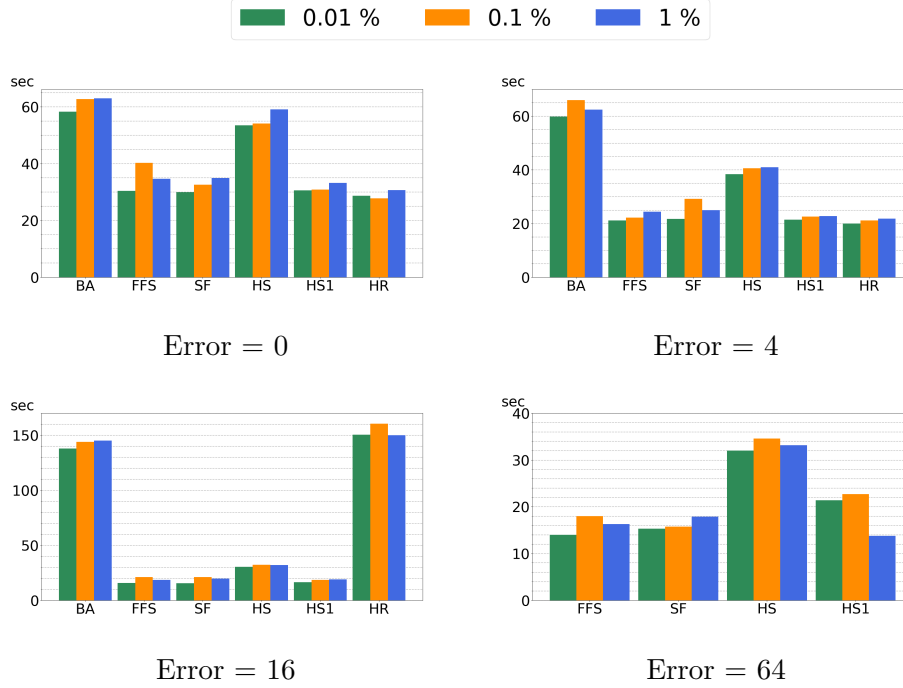 0.01 % 0.1 % 1 %
sec
60
40
20
0
BA FFS SF HS HS1 HR
Error = 0
sec
60
40
20
0
BA FFS SF HS HS1 HR
Error = 4
sec
150
100
50
0
BA FFS SF HS HS1 HR
Error = 16
sec
40
30
20
10
0
FFS SF HS HS1
Error = 64